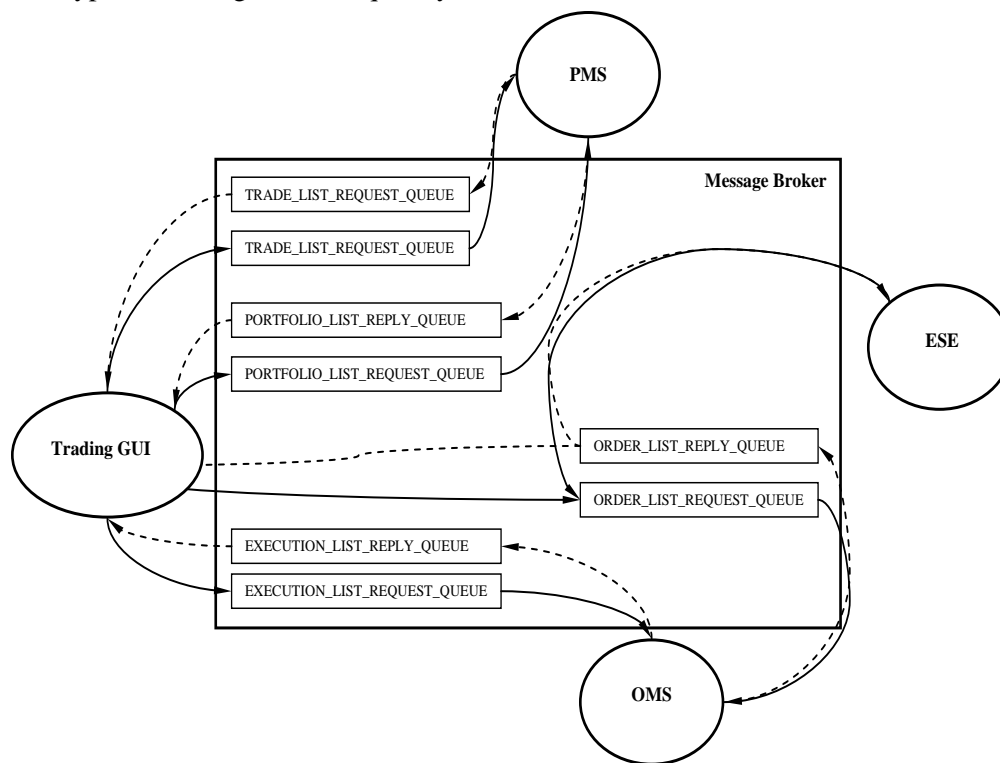 PMS
Message Broker
TRADE_LIST_REQUEST_QUEUE
TRADE_LIST_REQUEST_QUEUE
PORTFOLIO_LIST_REPLY_QUEUE
ESE
PORTFOLIO_LIST_REQUEST_QUEUE
Trading GUI
ORDER_LIST_REPLY_QUEUE
ORDER_LIST_REQUEST_QUEUE
EXECUTION_LIST_REPLY_QUEUE
EXECUTION_LIST_REQUEST_QUEUE
OMS